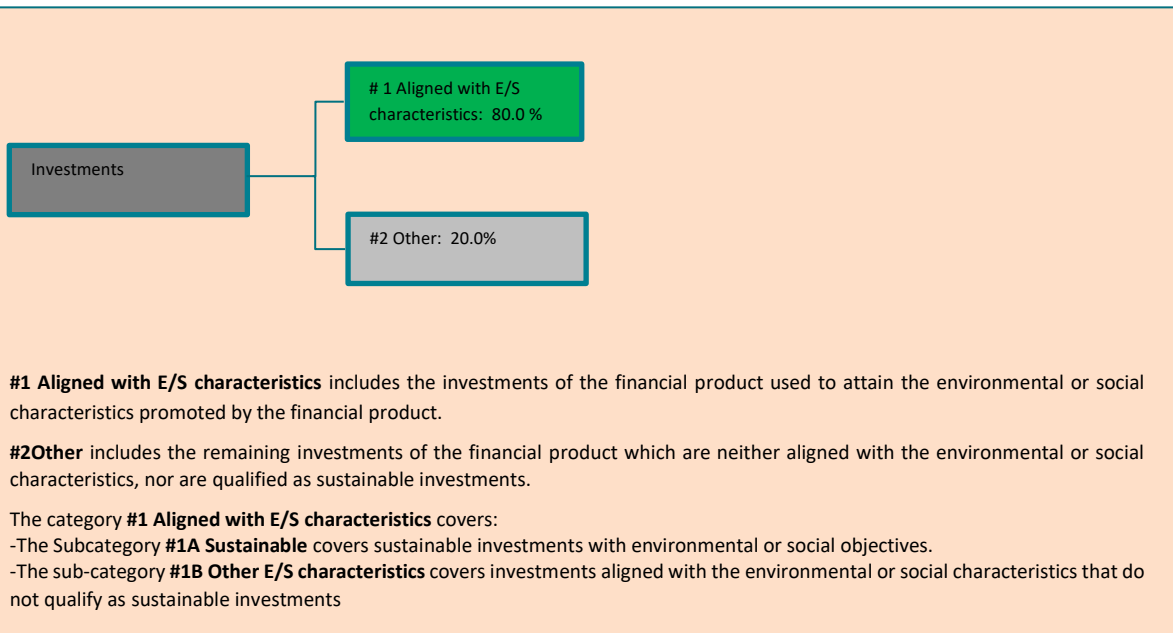 # 1 Aligned with E/S
characteristics: 80.0 %
Investments
#2 Other: 20.0%
#1 Aligned with E/S characteristics includes the investments of the financial product used to attain the environmental or social
characteristics promoted by the financial product.
#2Other includes the remaining investments of the financial product which are neither aligned with the environmental or social
characteristics, nor are qualified as sustainable investments.
The category #1 Aligned with E/S characteristics covers:
-The Subcategory #1A Sustainable covers sustainable investments with environmental or social objectives.
-The sub-category #1B Other E/S characteristics covers investments aligned with the environmental or social characteristics that do
not qualify as sustainable investments